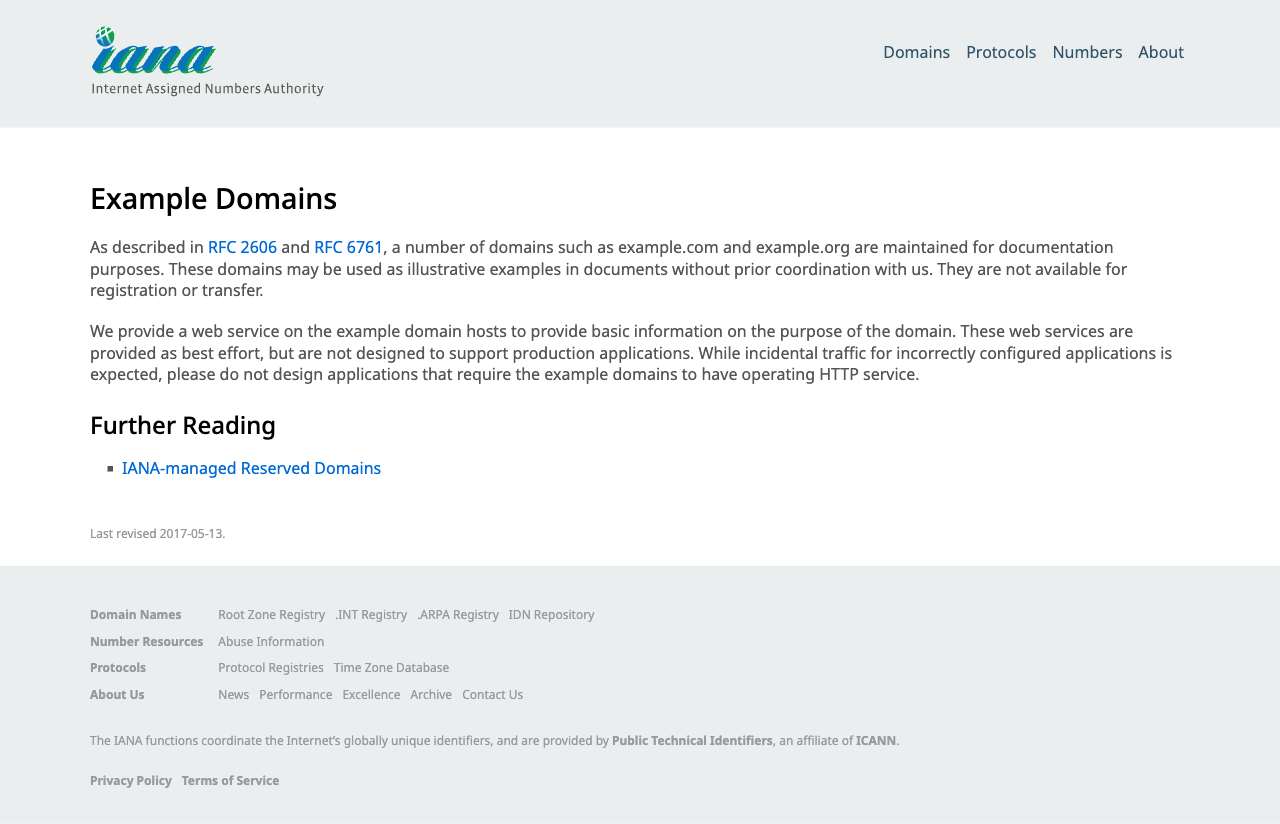 iana
Internet Assigned Numbers Authority
Domains Protocols Numbers About
Example Domains
As described in RFC 2606 and RFC 6761, a number of domains such as example.com and example.org are maintained for documentation
purposes. These domains may be used as illustrative examples in documents without prior coordination with us. They are not available for
registration or transfer.
We provide a web service on the example domain hosts to provide basic information on the purpose of the domain. These web services are
provided as best effort, but are not designed to support production applications. While incidental traffic for incorrectly configured applications is
expected, please do not design applications that require the example domains to have operating HTTP service.
Further Reading
IANA-managed Reserved Domains
Last revised 2017-05-13.
Domain Names Root Zone Registry .INT Registry .ARPA Registry IDN Repository
Number Resources Abuse Information
Protocols Protocol Registries Time Zone Database
About Us News Performance Excellence Archive Contact Us
The IANA functions coordinate the Internet’s globally unique identifiers, and are provided by Public Technical Identifiers, an affiliate of ICANN.
Privacy Policy Terms of Service